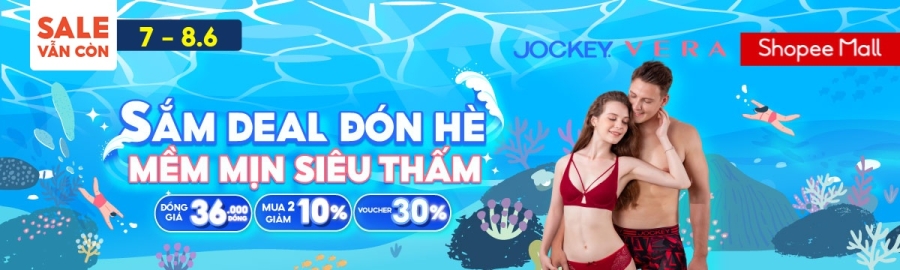 SALE
VẪN CÒN
7 - 8.6
JOCKEY. VERA Shopee Mall
SẮM DEAL ĐÓN HÈ
MỀM MỊN SIÊU THẤM
ĐỒNG GIÁ 36.000 ĐỒNG
MUA 2 GIẢM 10%
VOUCHER 30%